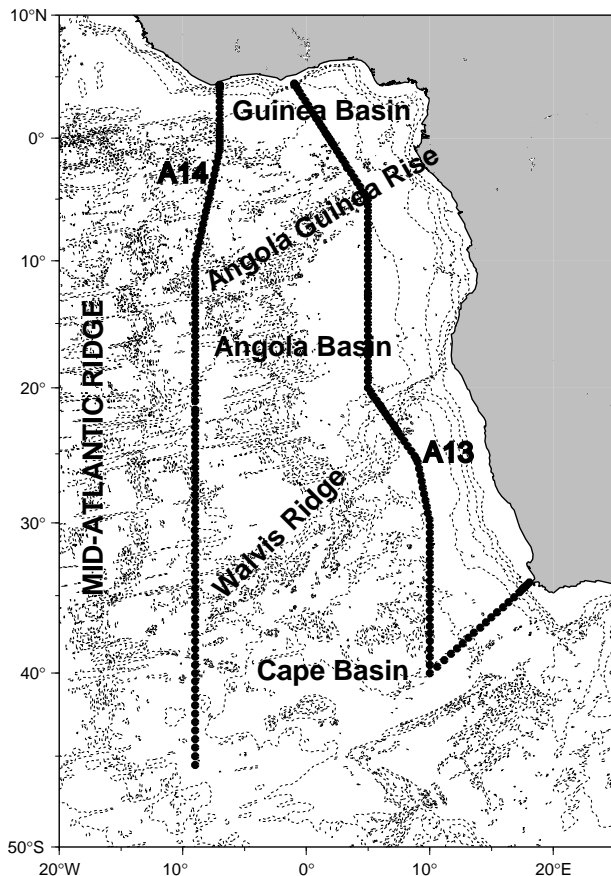 10°N
Guinea Basin
0°
A14
Angola Guinea Rise
10°
MID-ATLANTIC RIDGE
Angola Basin
20°
A13
30°
Walvis Ridge
Cape Basin
40°
50°S
20°W
10°
0°
10°E
20°E